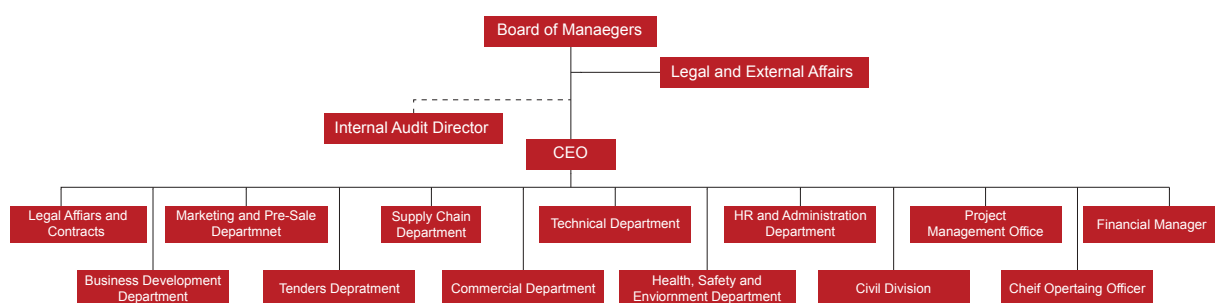 Board of Manaegers
Legal and External Affairs
Internal Audit Director
CEO
Legal Affiars and
Contracts
Marketing and Pre-Sale
Departmnet
Supply Chain
Department
Technical Department
HR and Administration
Department
Project
Management Office
Financial Manager
Business Development
Department
Tenders Depratment
Commercial Department
Health, Safety and
Enviornment Department
Civil Division
Cheif Opertaing Officer